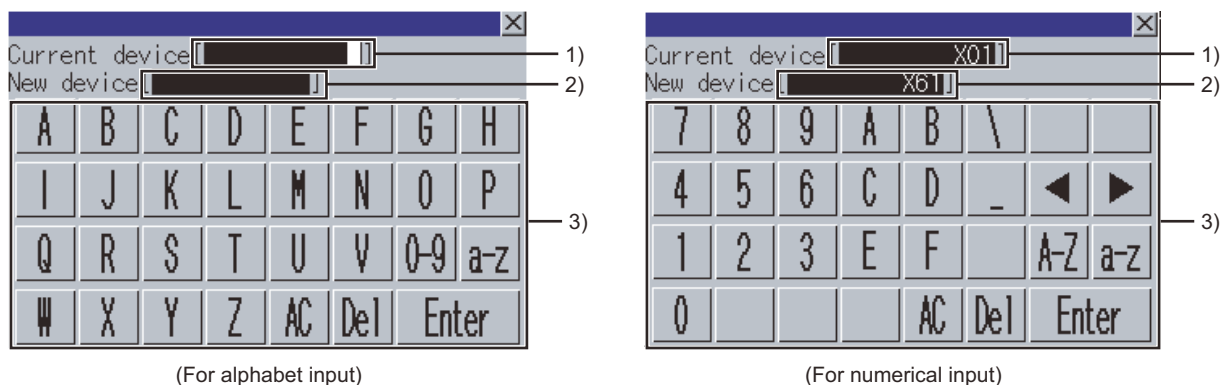 Current device[ ] 1)
New device[ ] 2)
A B C D E F G H
I J K L M N O P
3)
Q R S T U V 0-9 a-z
W X Y Z AC Del Enter
(For alphabet input)
Current device[ X01] 1)
New device[ X61] 2)
7 8 9 A B \
4 5 6 C D _ ◀ ▶
3)
1 2 3 E F A-Z a-z
0 AC Del Enter
(For numerical input)